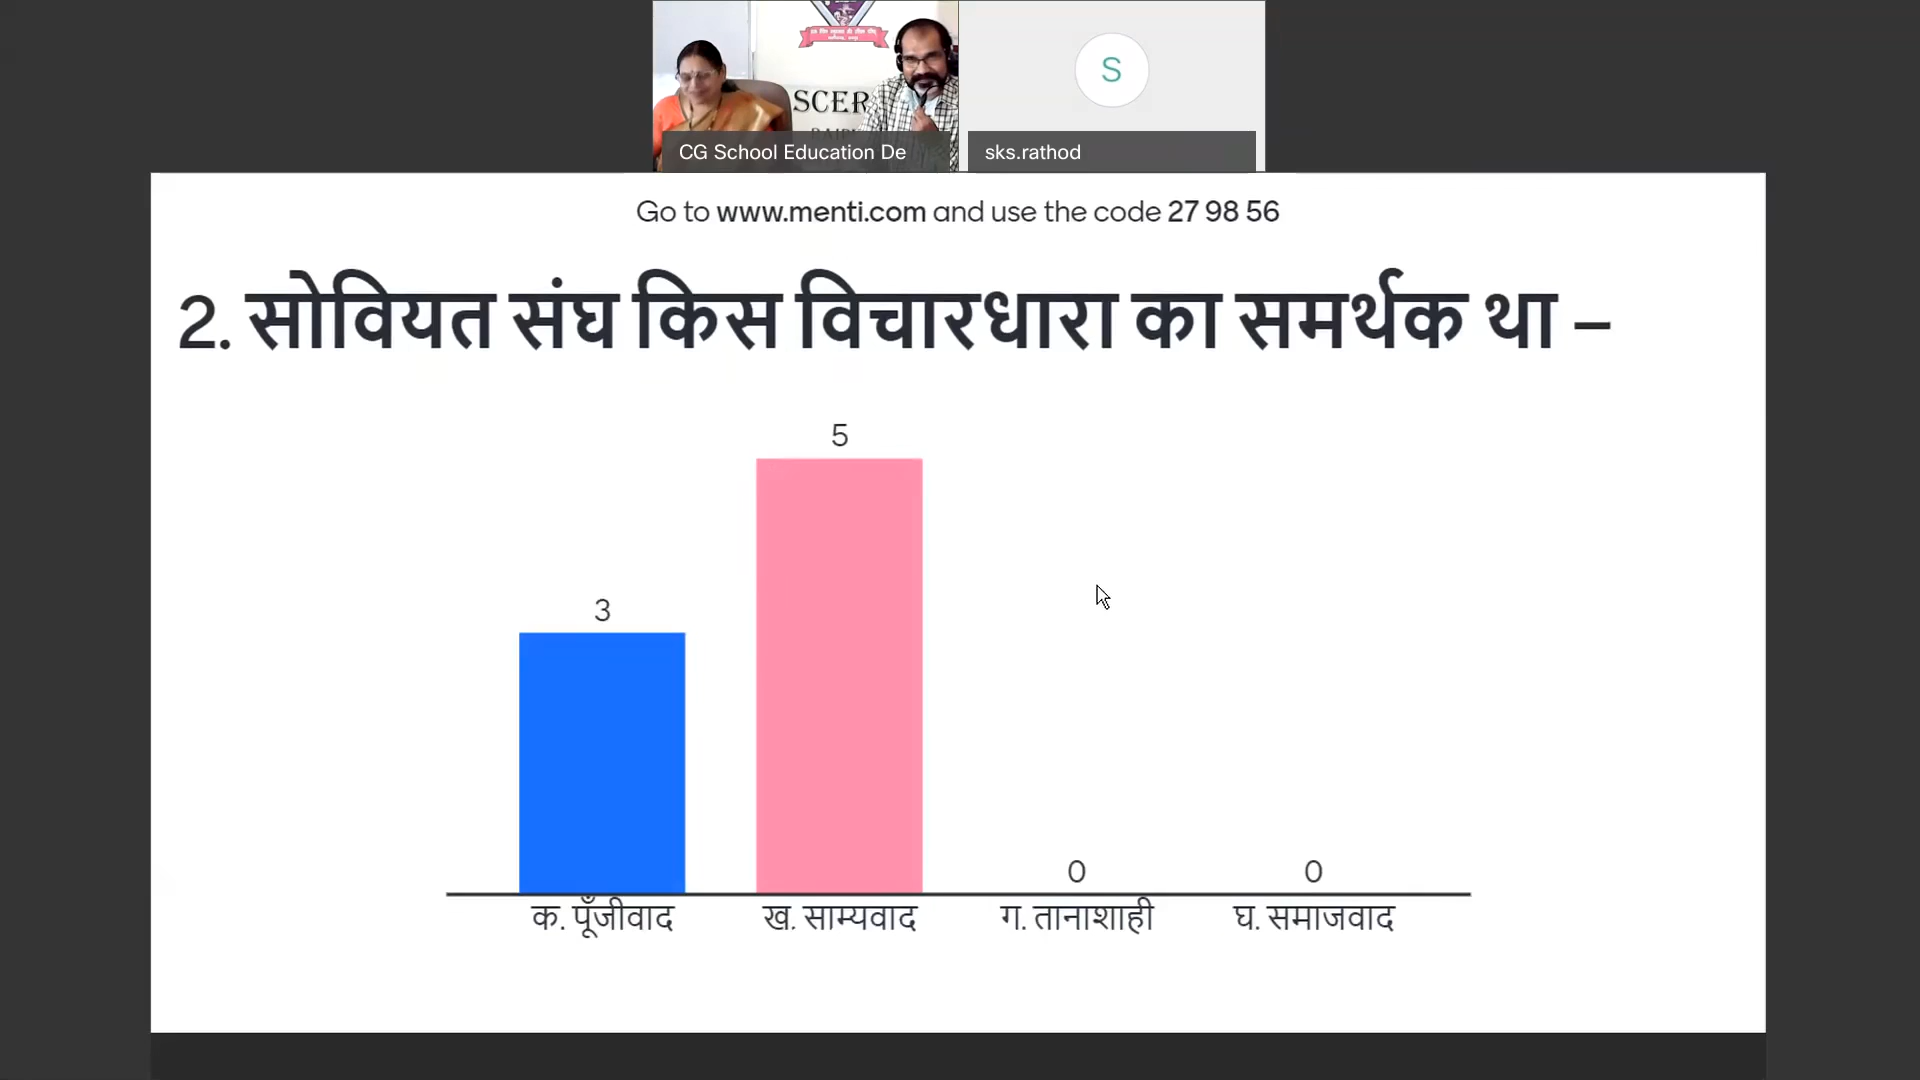 SCER
CG School Education De
S
sks.rathod
Go to www.menti.com and use the code 27 98 56
2. सोवियत संघ किस विचारधारा का समर्थक था –
5
3
0
0
क. पूँजीवाद
ख. साम्यवाद
ग. तानाशाही
घ. समाजवाद